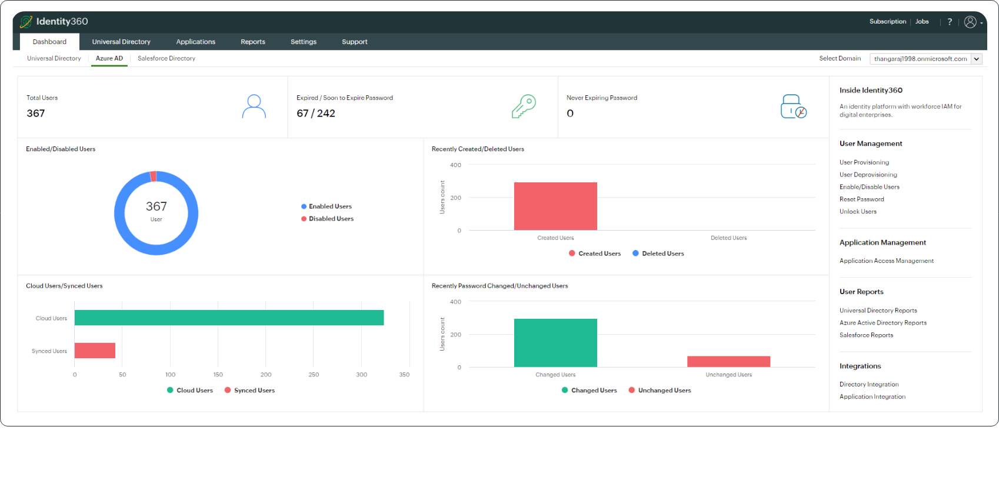 Identity360
Subscription
Jobs
?
Dashboard
Universal Directory
Applications
Reports
Settings
Support
Universal Directory
Azure AD
Salesforce Directory
Select Domain
thangaraj1998.onmicrosoft.com
Total Users
367
Expired / Soon to Expire Password
67 / 242
Never Expiring Password
0
Enabled/Disabled Users
367
User
Enabled Users
Disabled Users
Recently Created/Deleted Users
Users count
400
200
0
Created Users
Deleted Users
Created Users
Deleted Users
Cloud Users/Synced Users
Cloud Users
Synced Users
0
50
100
150
200
250
300
350
Cloud Users
Synced Users
Recently Password Changed/Unchanged Users
Users count
400
200
0
Changed Users
Unchanged Users
Changed Users
Unchanged Users
Inside Identity360
An identity platform with workforce IAM for
digital enterprises.
User Management
User Provisioning
User Deprovisioning
Enable/Disable Users
Reset Password
Unlock Users
Application Management
Application Access Management
User Reports
Universal Directory Reports
Azure Active Directory Reports
Salesforce Reports
Integrations
Directory Integration
Application Integration